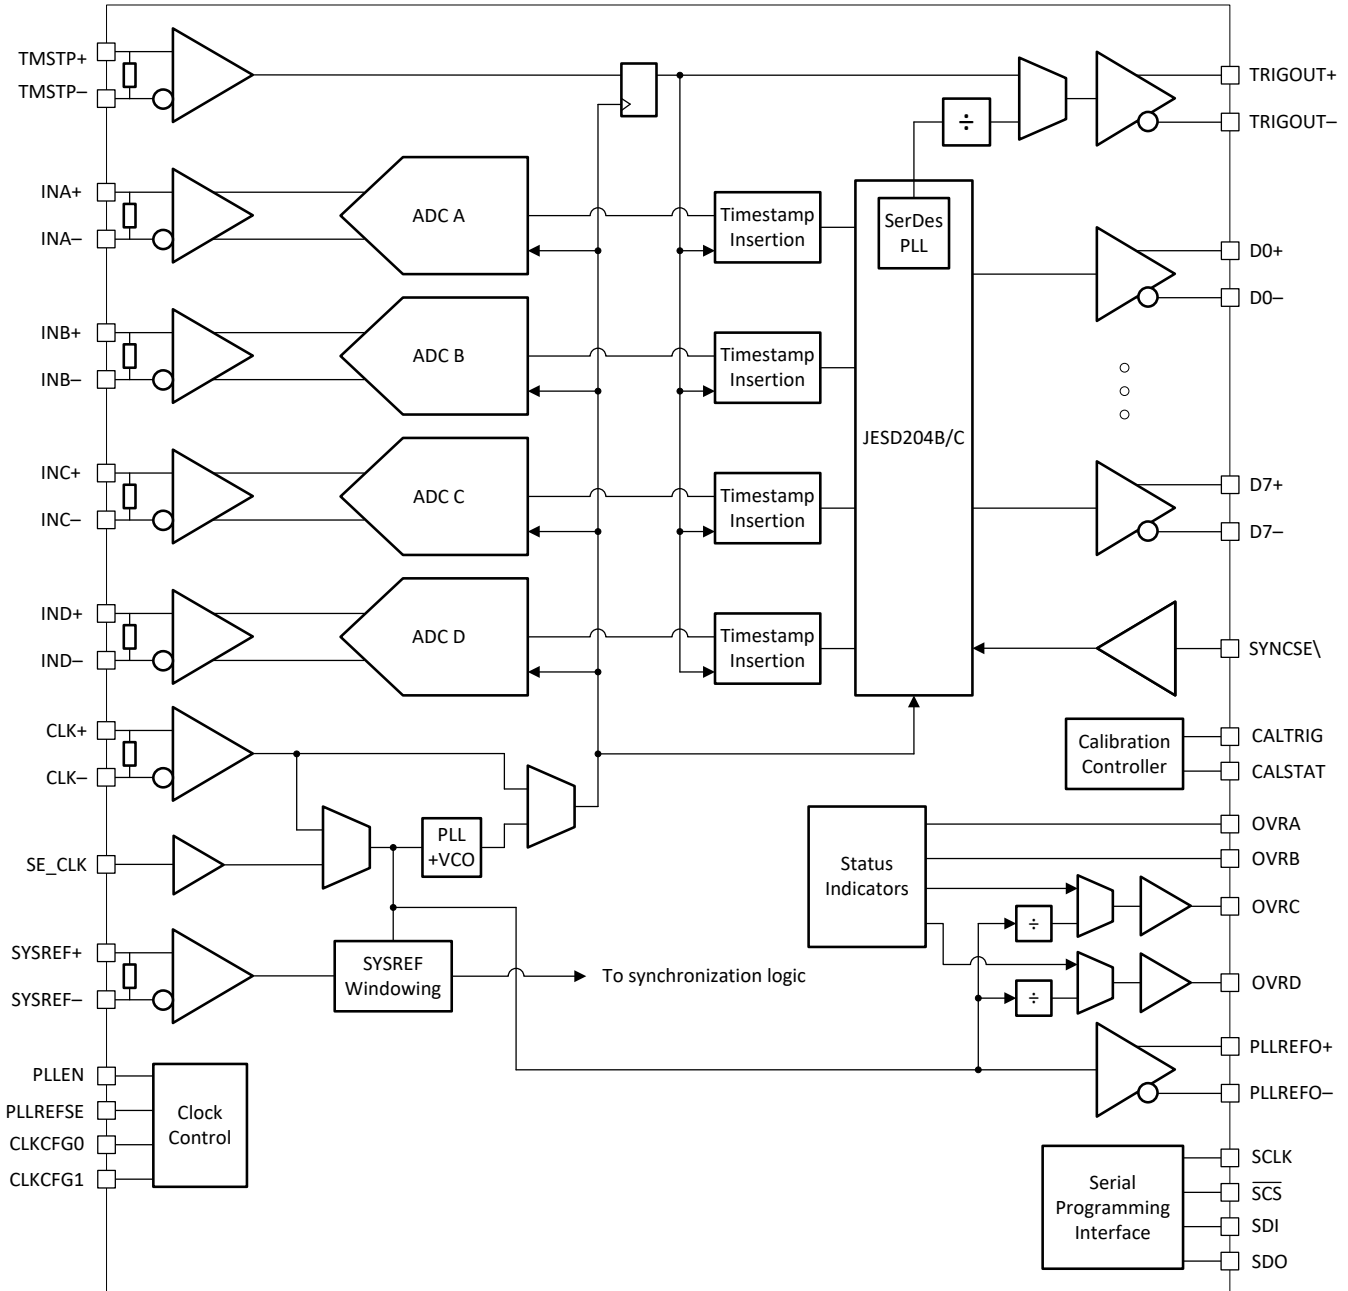 TMSTP+
TMSTP–
TRIGOUT+
TRIGOUT–
÷
INA+
INA–
ADC A
Timestamp
Insertion
SerDes
PLL
D0+
D0–
INB+
INB–
ADC B
Timestamp
Insertion
JESD204B/C
INC+
INC–
ADC C
Timestamp
Insertion
D7+
D7–
IND+
IND–
ADC D
Timestamp
Insertion
SYNCSE\
CLK+
CLK–
Calibration
Controller
CALTRIG
CALSTAT
SE_CLK
PLL
+VCO
Status
Indicators
OVRA
OVRB
OVRC
÷
OVRD
÷
SYSREF+
SYSREF–
SYSREF
Windowing
To synchronization logic
PLLREFO+
PLLREFO–
PLLEN
PLLREFSE
CLKCFG0
CLKCFG1
Clock
Control
Serial
Programming
Interface
SCLK
S̅C̅S̅
SDI
SDO